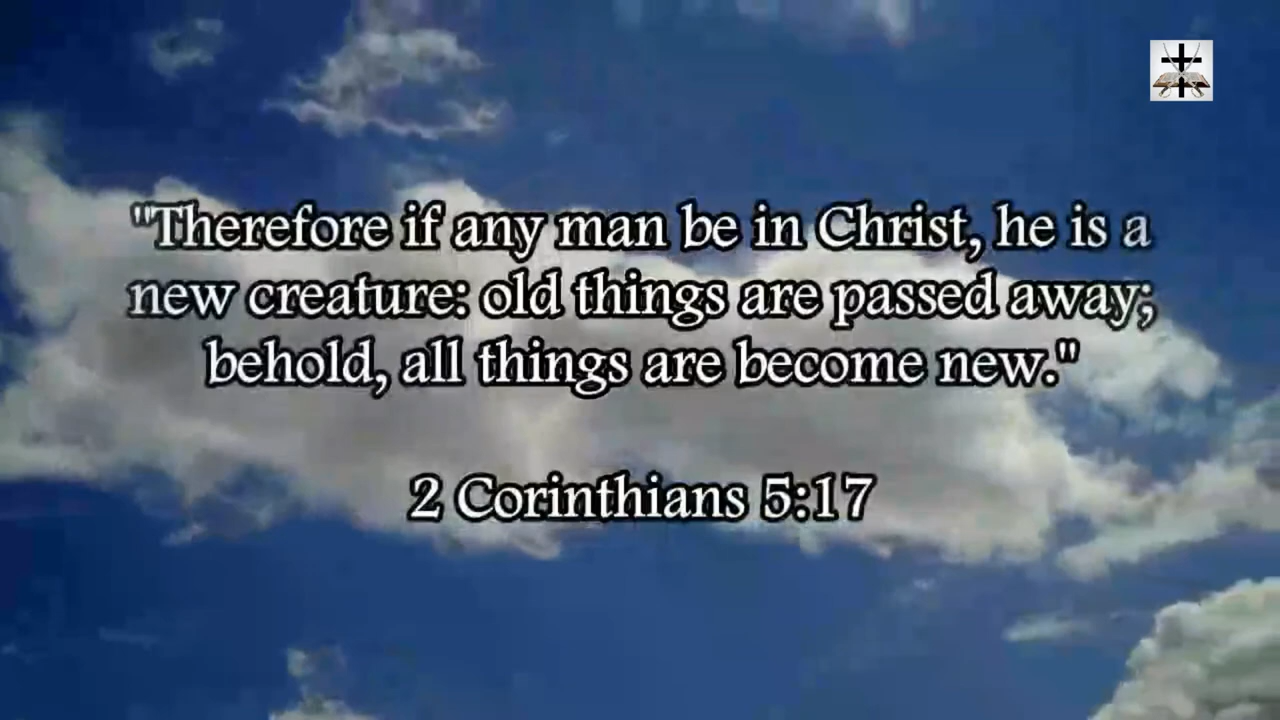 "Therefore if any man be in Christ, he is a
new creature: old things are passed away;
behold, all things are become new."
2 Corinthians 5:17